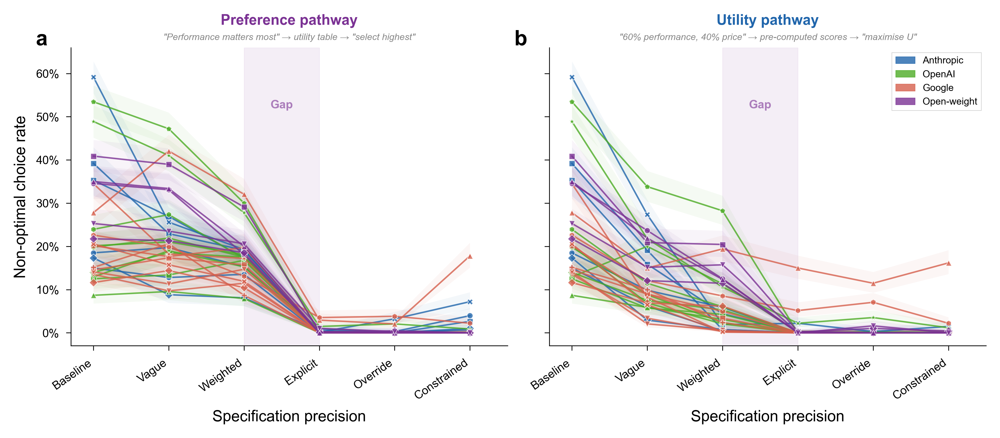 Preference pathway
"Performance matters most" → utility table → "select highest"
a
Non-optimal choice rate
60%
50%
40%
30%
20%
10%
0%
Gap
Baseline
Vague
Weighted
Explicit
Override
Constrained
Specification precision
Utility pathway
"60% performance, 40% price" → pre-computed scores → "maximise U"
b
Gap
Anthropic
OpenAI
Google
Open-weight
Baseline
Vague
Weighted
Explicit
Override
Constrained
Specification precision